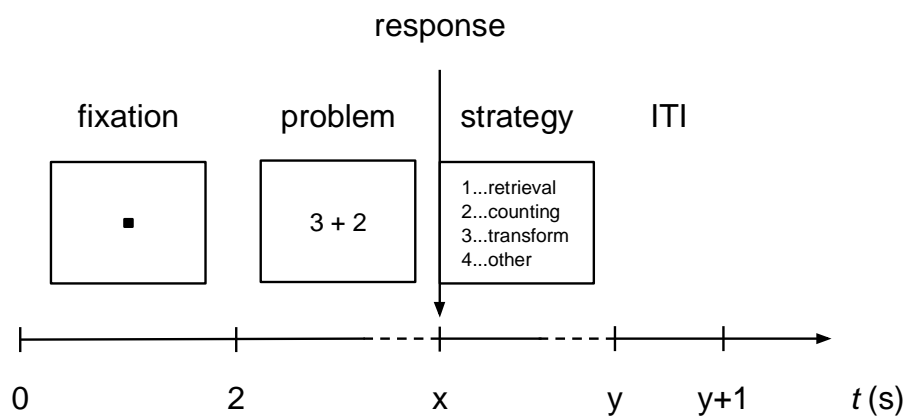 response
fixation problem strategy ITI
3 + 2
1...retrieval
2...counting
3...transform
4...other
0 2 x y y+1 t (s)